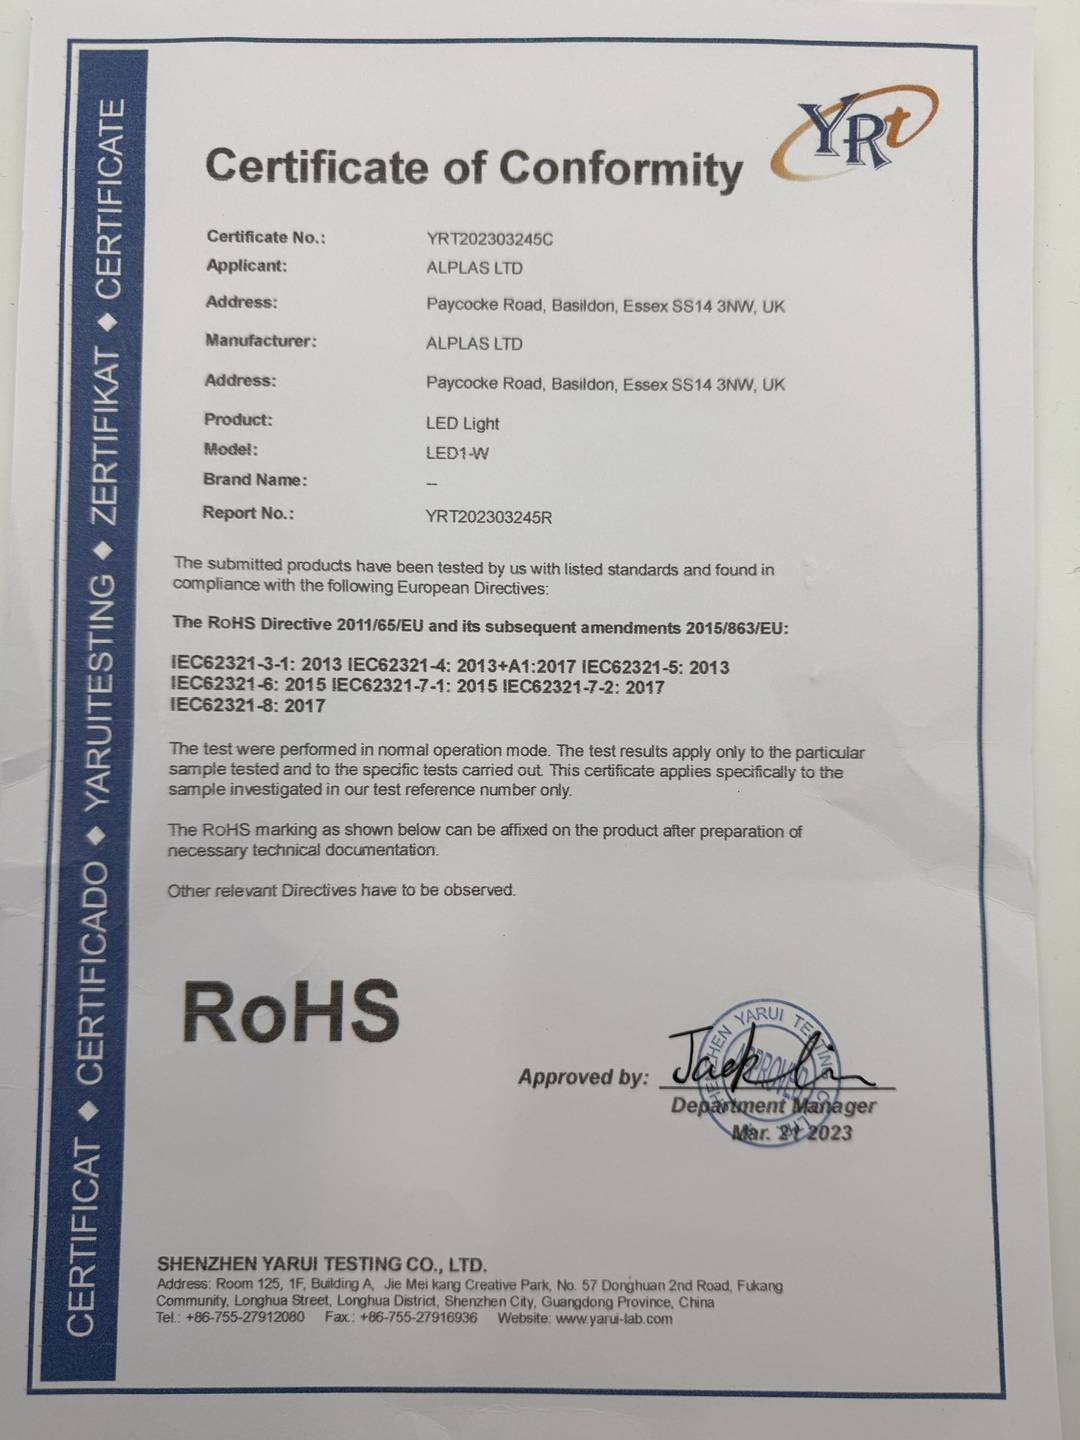 YRt
Certificate of Conformity
Certificate No.: YRT202303245C
Applicant: ALPLAS LTD
Address: Paycocke Road, Basildon, Essex SS14 3NW, UK
Manufacturer: ALPLAS LTD
Address: Paycocke Road, Basildon, Essex SS14 3NW, UK
Product: LED Light
Model: LED1-W
Brand Name: --
Report No.: YRT202303245R
The submitted products have been tested by us with listed standards and found in
compliance with the following European Directives:
The RoHS Directive 2011/65/EU and its subsequent amendments 2015/863/EU:
IEC62321-3-1: 2013 IEC62321-4: 2013+A1:2017 IEC62321-5: 2013
IEC62321-6: 2015 IEC62321-7-1: 2015 IEC62321-7-2: 2017
IEC62321-8: 2017
The test were performed in normal operation mode. The test results apply only to the particular
sample tested and to the specific tests carried out. This certificate applies specifically to the
sample investigated in our test reference number only.
The RoHS marking as shown below can be affixed on the product after preparation of
necessary technical documentation.
Other relevant Directives have to be observed.
RoHS
Approved by: Jack Lin
Department Manager
Mar. 21 2023
YARUI TESTING
APPROVED
SHENZHEN YARUI TESTING CO., LTD.
Address: Room 125, 1F, Building A, Jie Mei kang Creative Park, No. 57 Donghuan 2nd Road, Fukang
Community, Longhua Street, Longhua District, Shenzhen City, Guangdong Province, China
Tel.: +86-755-27912080 Fax.: +86-755-27916936 Website: www.yarui-lab.com
CERTIFICAT ◆ CERTIFICADO ◆ YARUITESTING ◆ ZERTIFIKAT ◆ CERTIFICATE